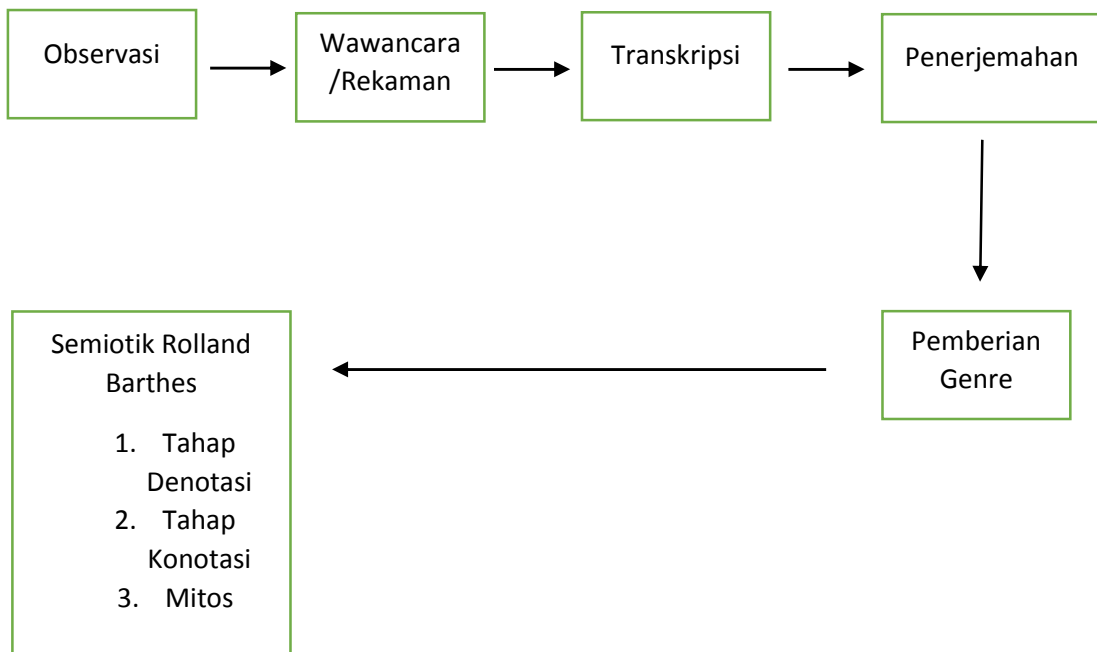 Observasi
Wawancara
/Rekaman
Transkripsi
Penerjemahan
Pemberian
Genre
Semiotik Rolland
Barthes
1. Tahap
Denotasi
2. Tahap
Konotasi
3. Mitos